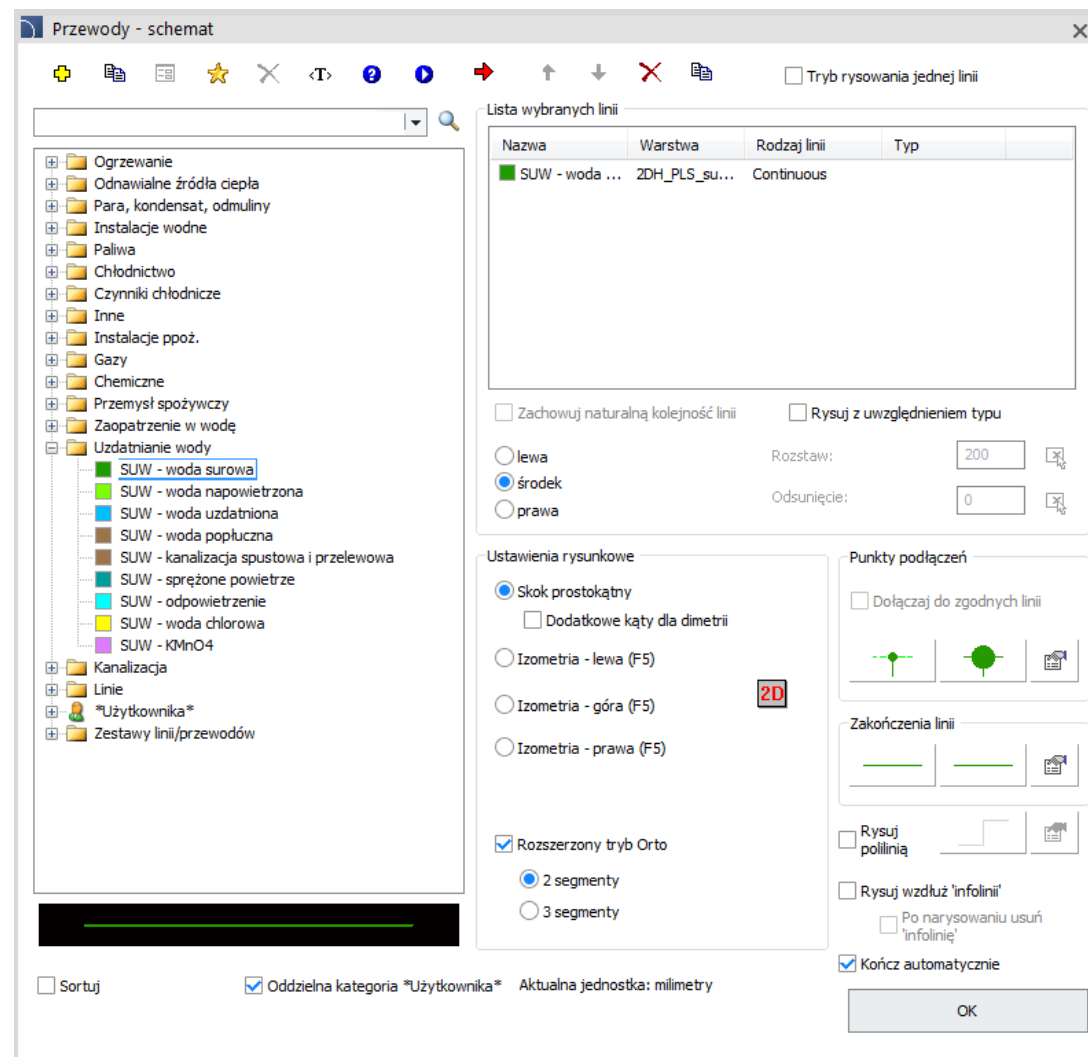 Przewody - schemat
<T>
Tryb rysowania jednej linii
Ogrzewanie
Odnawialne źródła ciepła
Para, kondensat, odmuliny
Instalacje wodne
Paliwa
Chłodnictwo
Czynniki chłodnicze
Inne
Instalacje ppoż.
Gazy
Chemiczne
Przemysł spożywczy
Zaopatrzenie w wodę
Uzdatnianie wody
SUW - woda surowa
SUW - woda napowietrzona
SUW - woda uzdatniona
SUW - woda popłuczna
SUW - kanalizacja spustowa i przelewowa
SUW - sprężone powietrze
SUW - odpowietrzenie
SUW - woda chlorowa
SUW - KMnO4
Kanalizacja
Linie
*Użytkownika*
Zestawy linii/przewodów
Sortuj
Oddzielna kategoria *Użytkownika*
Aktualna jednostka: milimetry
Lista wybranych linii
Nazwa Warstwa Rodzaj linii Typ
SUW - woda ... 2DH_PLS_su... Continuous
Zachowuj naturalną kolejność linii
Rysuj z uwzględnieniem typu
lewa
środek
prawa
Rozstaw: 200
Odsunięcie: 0
Ustawienia rysunkowe
Skok prostokątny
Dodatkowe kąty dla dimetrii
Izometria - lewa (F5)
Izometria - góra (F5)
Izometria - prawa (F5)
2D
Rozszerzony tryb Orto
2 segmenty
3 segmenty
Punkty podłączeń
Dołączaj do zgodnych linii
Zakończenia linii
Rysuj
polilinią
Rysuj wzdłuż 'infolinii'
Po narysowaniu usuń
'infolinię'
Kończ automatycznie
OK